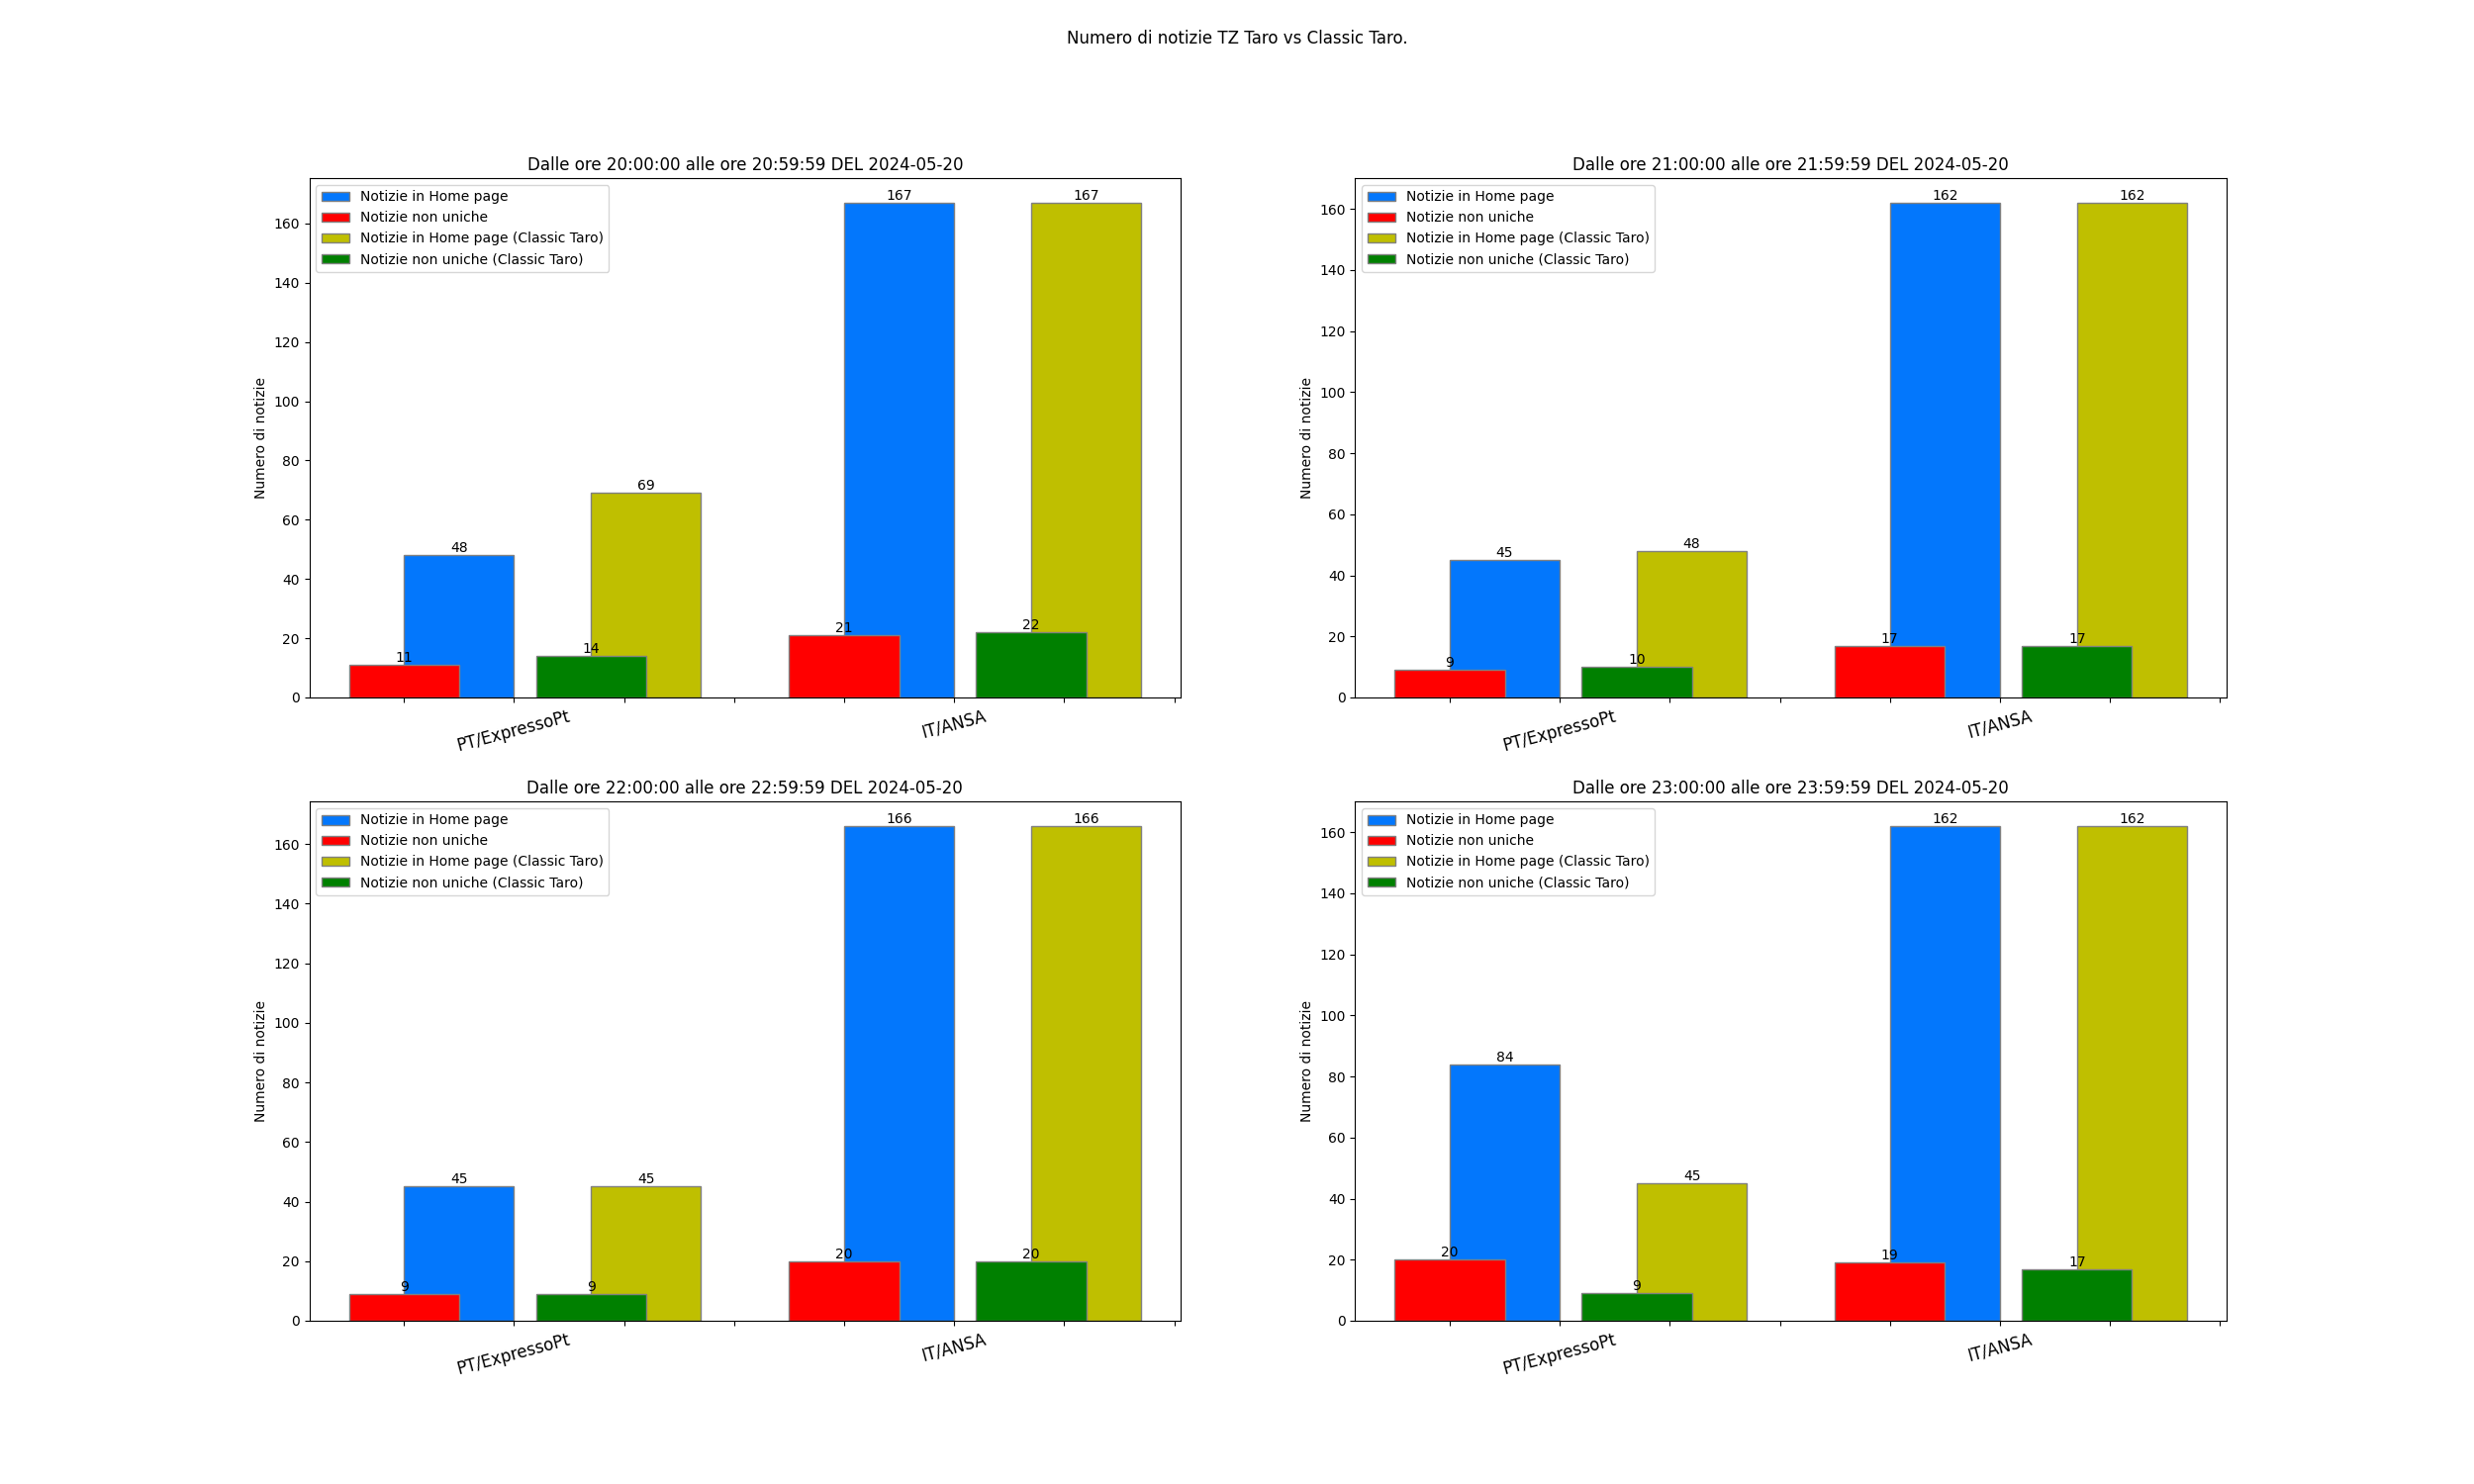 Numero di notizie TZ Taro vs Classic Taro.
Dalle ore 20:00:00 alle ore 20:59:59 DEL 2024-05-20
Notizie in Home page
Notizie non uniche
Notizie in Home page (Classic Taro)
Notizie non uniche (Classic Taro)
Numero di notizie
160
140
120
100
80
60
40
20
0
11
48
14
69
21
167
22
167
PT/ExpressoPt
IT/ANSA
Dalle ore 21:00:00 alle ore 21:59:59 DEL 2024-05-20
Notizie in Home page
Notizie non uniche
Notizie in Home page (Classic Taro)
Notizie non uniche (Classic Taro)
Numero di notizie
160
140
120
100
80
60
40
20
0
9
45
10
48
17
162
17
162
PT/ExpressoPt
IT/ANSA
Dalle ore 22:00:00 alle ore 22:59:59 DEL 2024-05-20
Notizie in Home page
Notizie non uniche
Notizie in Home page (Classic Taro)
Notizie non uniche (Classic Taro)
Numero di notizie
160
140
120
100
80
60
40
20
0
9
45
9
45
20
166
20
166
PT/ExpressoPt
IT/ANSA
Dalle ore 23:00:00 alle ore 23:59:59 DEL 2024-05-20
Notizie in Home page
Notizie non uniche
Notizie in Home page (Classic Taro)
Notizie non uniche (Classic Taro)
Numero di notizie
160
140
120
100
80
60
40
20
0
20
84
9
45
19
162
17
162
PT/ExpressoPt
IT/ANSA